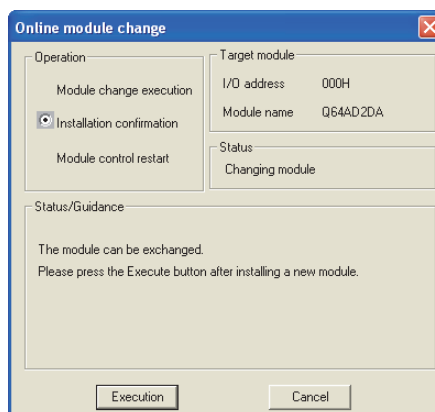 Online module change
Operation
Module change execution
Installation confirmation
Module control restart
Target module
I/O address 000H
Module name Q64AD2DA
Status
Changing module
Status/Guidance
The module can be exchanged.
Please press the Execute button after installing a new module.
Execution Cancel